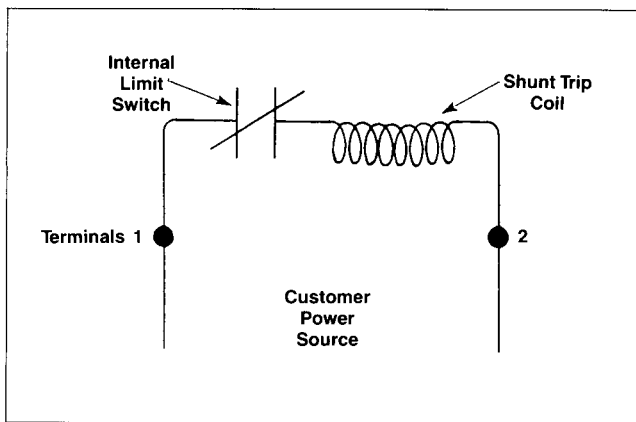 Internal
Limit
Switch
Shunt Trip
Coil
Terminals 1
2
Customer
Power
Source